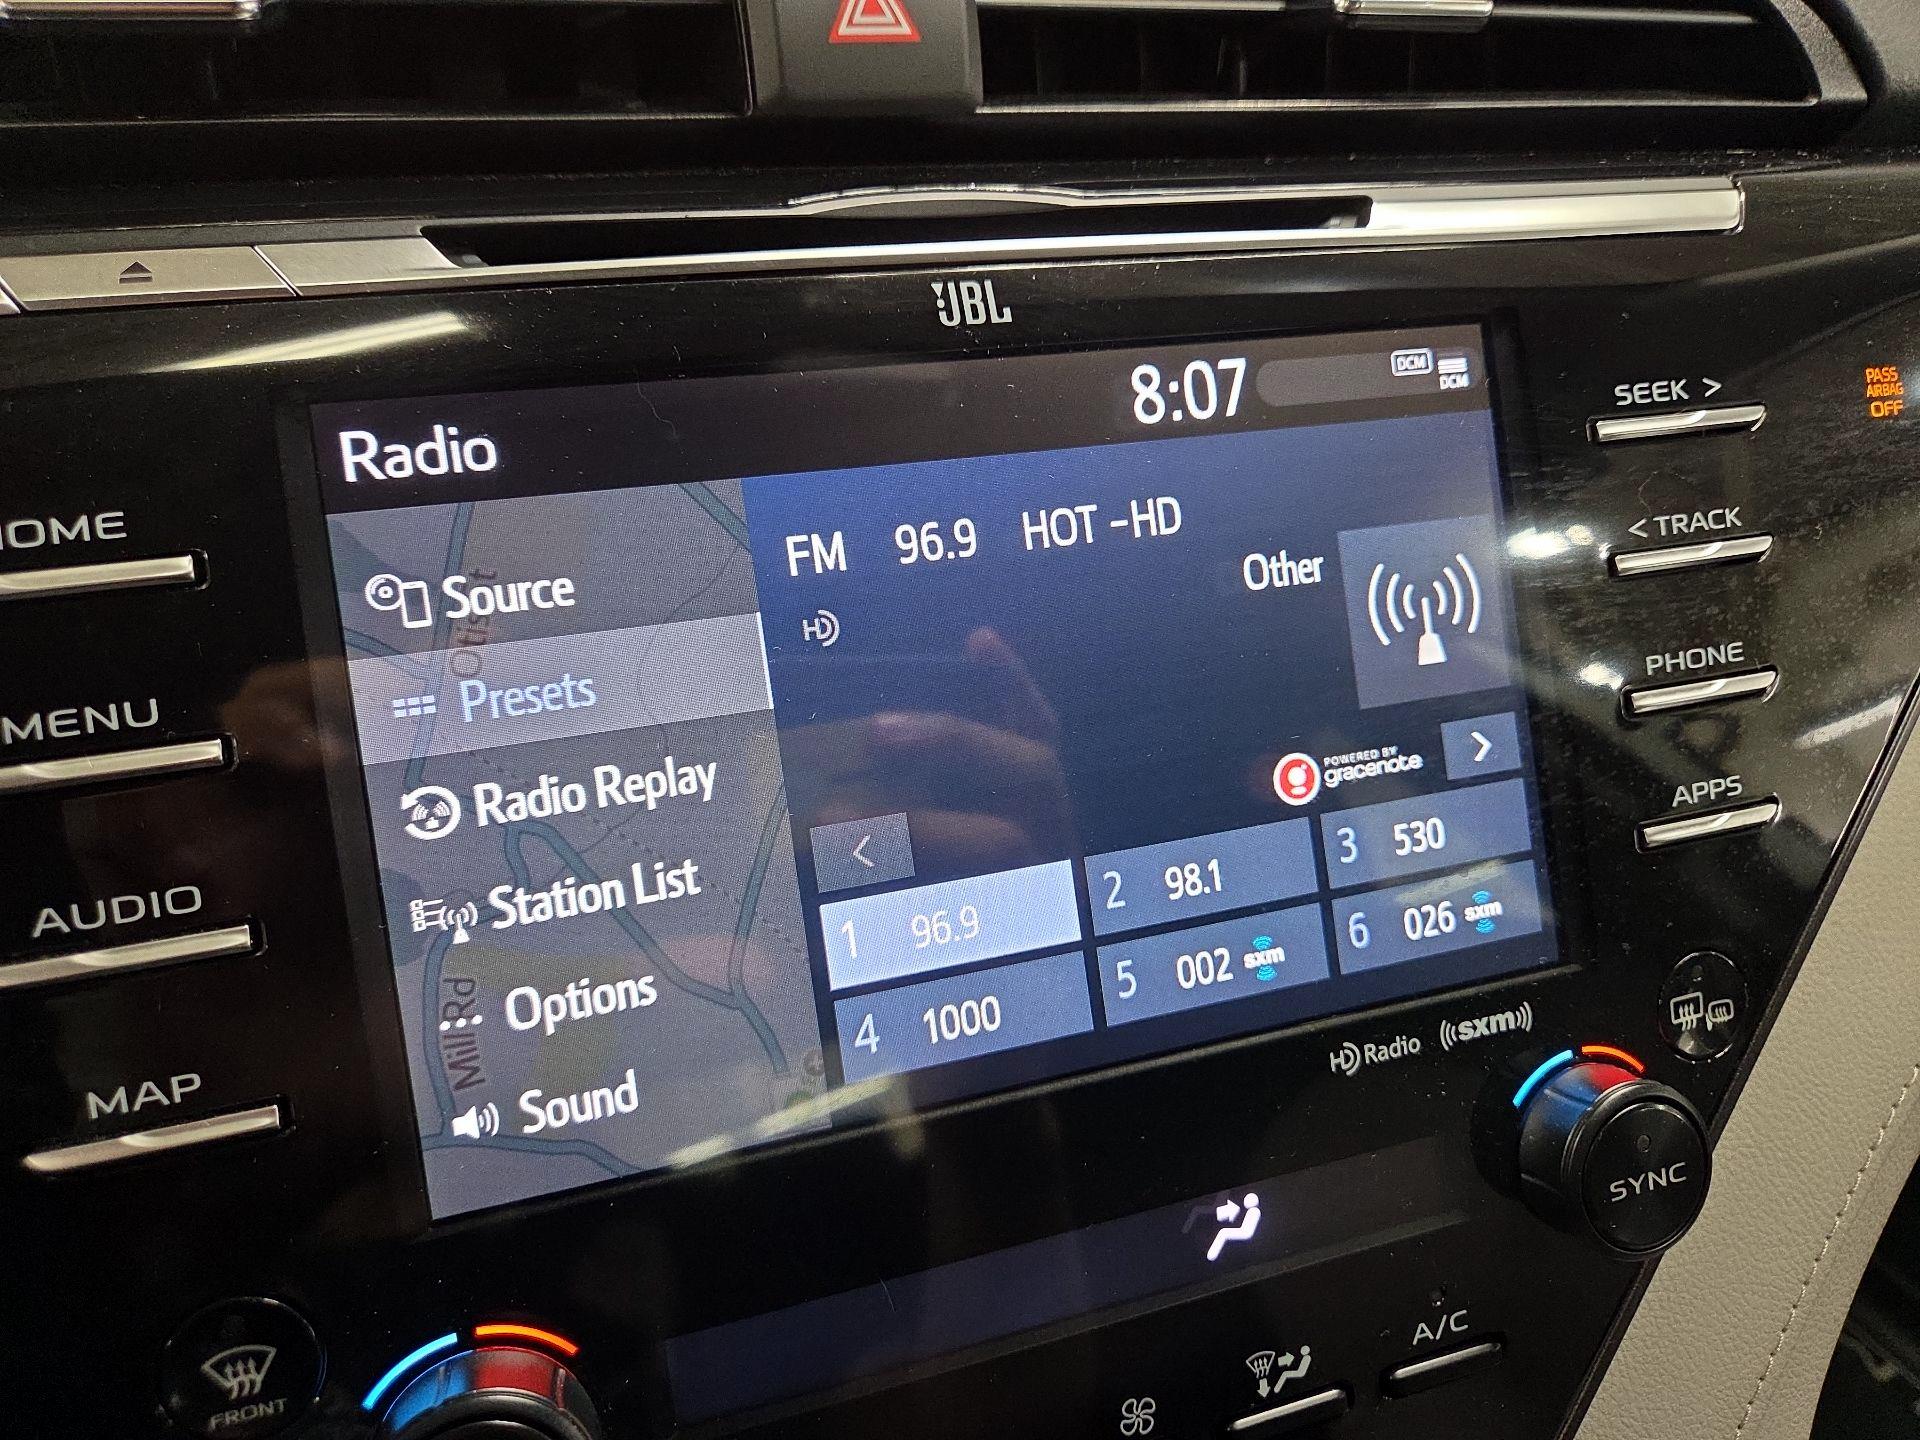 JBL
8:07
DCM
DCM
Radio
SEEK >
PASS
AIRBAG
OFF
HOME
Source
FM 96.9 HOT -HD
< TRACK
Other
HD
Presets
PHONE
MENU
Radio Replay
POWERED BY
gracenote
>
APPS
<
1 96.9
2 98.1
3 530
AUDIO
Station List
4 1000
5 002 sxm
6 026 sxm
Mill Rd
Options
HD Radio ((sxm))
MAP
Sound
SYNC
FRONT
A/C